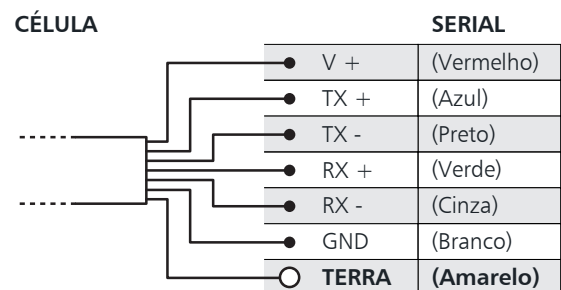 CÉLULA SERIAL
V + (Vermelho)
TX + (Azul)
TX - (Preto)
RX + (Verde)
RX - (Cinza)
GND (Branco)
TERRA (Amarelo)